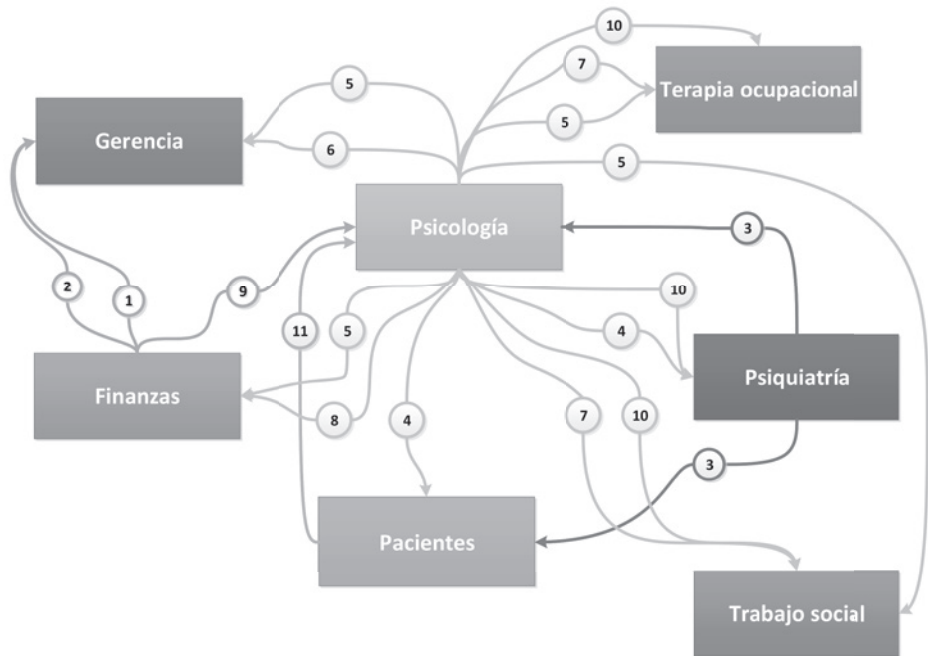 10
7
Terapia ocupacional
5
5
Gerencia
6
5
Psicología
3
2
1
9
11
5
10
4
Finanzas
8
4
7
10
Psiquiatría
3
Pacientes
Trabajo social